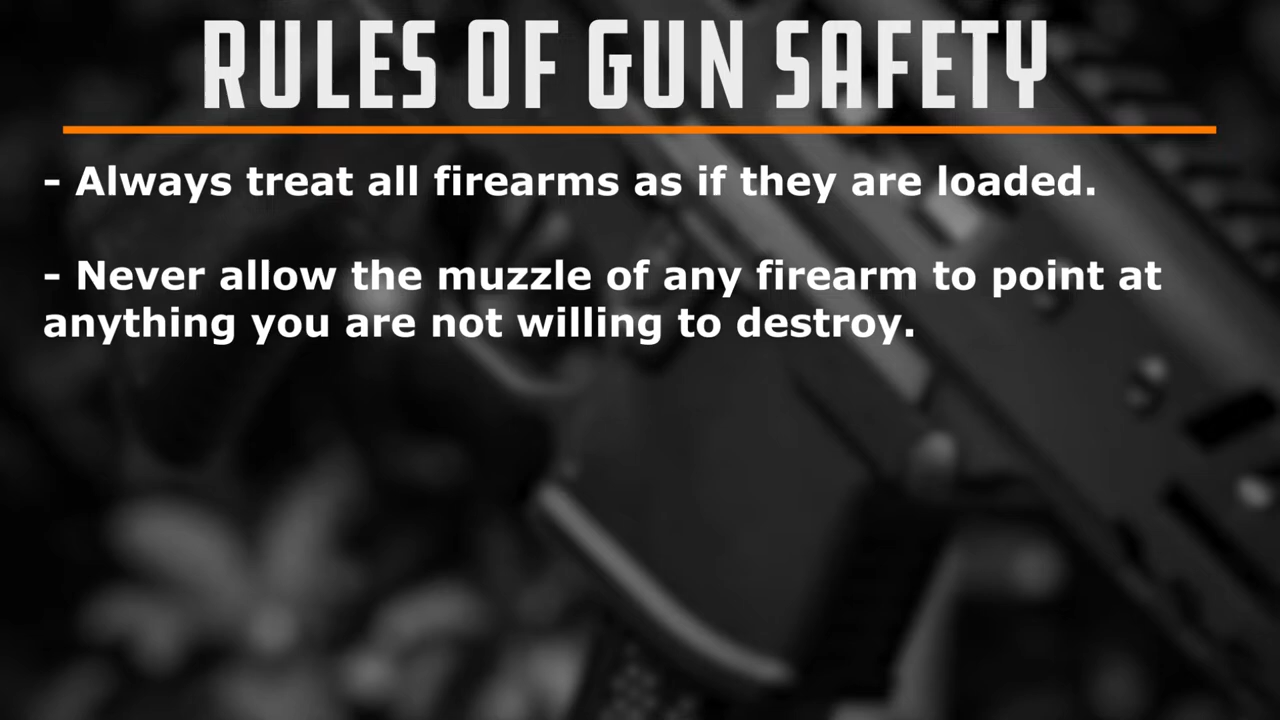 RULES OF GUN SAFETY
- Always treat all firearms as if they are loaded.
- Never allow the muzzle of any firearm to point at
anything you are not willing to destroy.